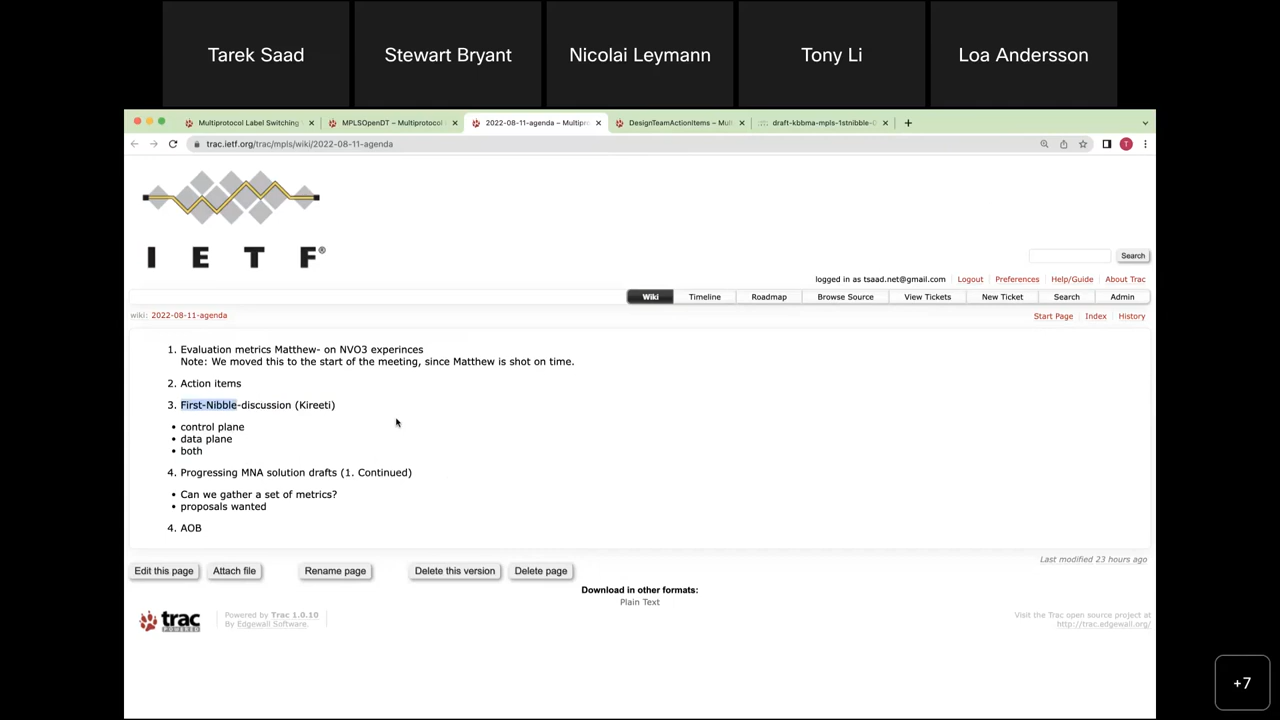 Tarek Saad
Stewart Bryant
Nicolai Leymann
Tony Li
Loa Andersson
Multiprotocol Label Switching
MPLSOpenDT – Multiprotocol
2022-08-11-agenda – Multipro
DesignTeamActionItems – Mult
draft-kbbma-mpls-1stnibble-0
trac.ietf.org/trac/mpls/wiki/2022-08-11-agenda
T
I E T F®
Search
logged in as tsaad.net@gmail.com Logout Preferences Help/Guide About Trac
Wiki Timeline Roadmap Browse Source View Tickets New Ticket Search Admin
wiki: 2022-08-11-agenda
Start Page Index History
1. Evaluation metrics Matthew- on NVO3 experinces
Note: We moved this to the start of the meeting, since Matthew is shot on time.
2. Action items
3. First-Nibble-discussion (Kireeti)
• control plane
• data plane
• both
4. Progressing MNA solution drafts (1. Continued)
• Can we gather a set of metrics?
• proposals wanted
4. AOB
Last modified 23 hours ago
Edit this page Attach file Rename page Delete this version Delete page
Download in other formats:
Plain Text
trac POWERED
Powered by Trac 1.0.10
By Edgewall Software.
Visit the Trac open source project at
http://trac.edgewall.org/
+7